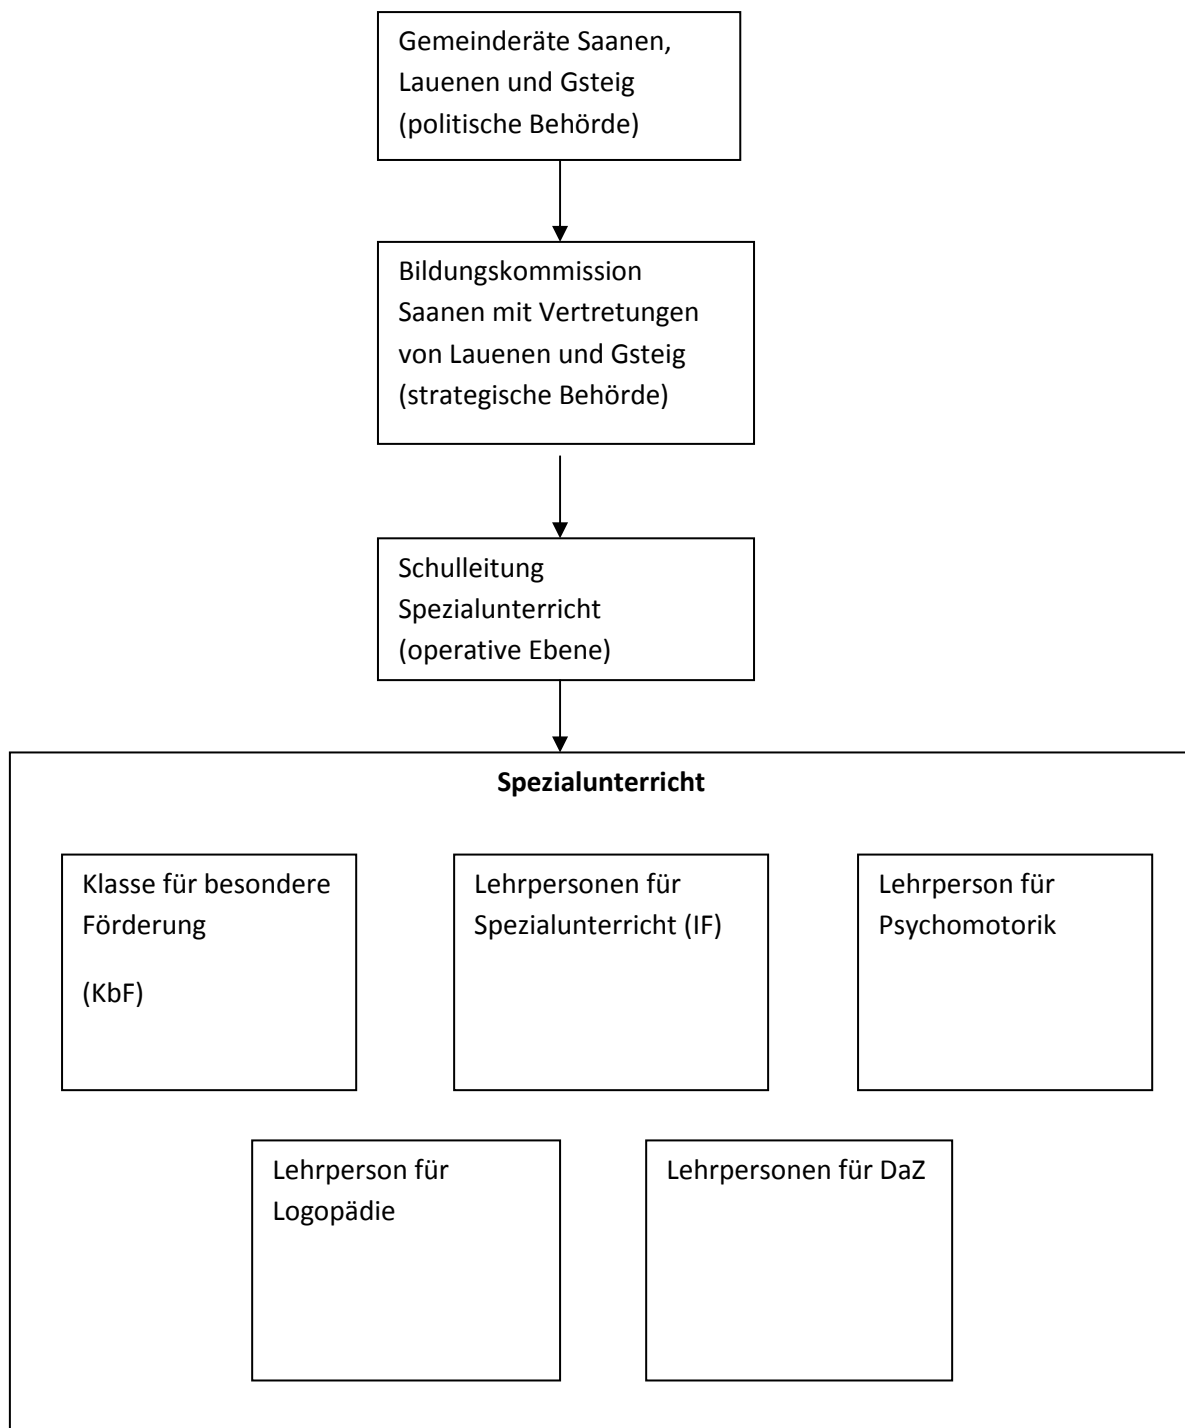 Gemeinderäte Saanen,
Lauenen und Gsteig
(politische Behörde)
Bildungskommission
Saanen mit Vertretungen
von Lauenen und Gsteig
(strategische Behörde)
Schulleitung
Spezialunterricht
(operative Ebene)
Spezialunterricht
Klasse für besondere
Förderung
(KbF)
Lehrpersonen für
Spezialunterricht (IF)
Lehrperson für
Psychomotorik
Lehrperson für
Logopädie
Lehrpersonen für DaZ